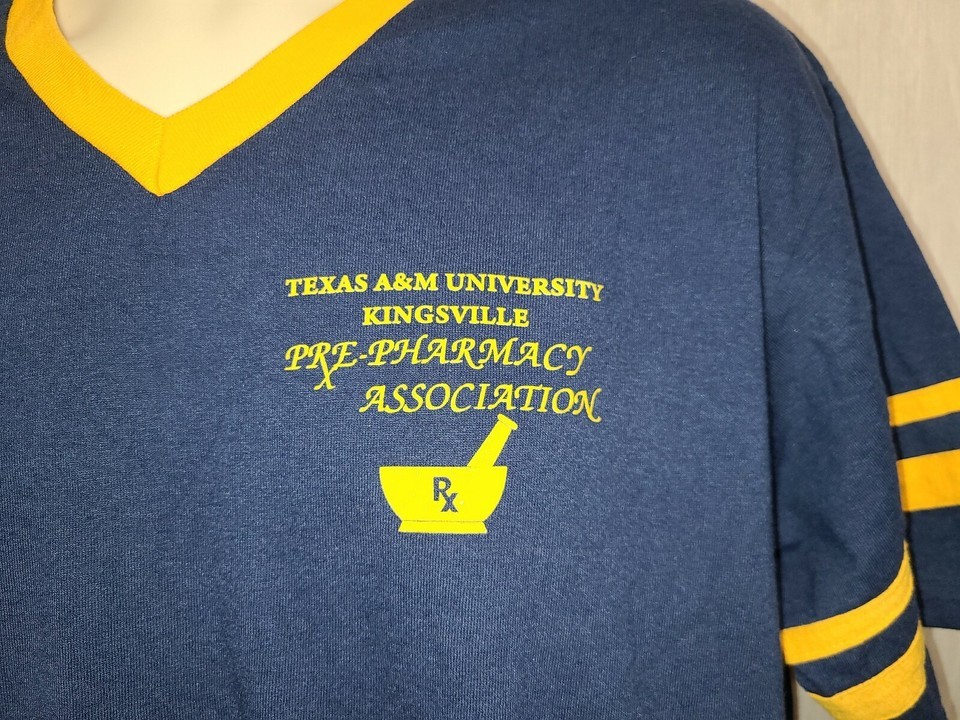 TEXAS A&M UNIVERSITY
KINGSVILLE
PRE-PHARMACY
ASSOCIATION
Rx